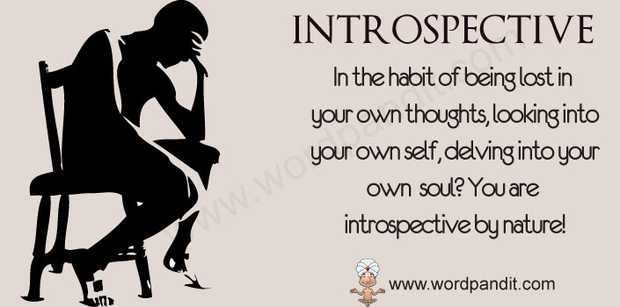 INTROSPECTIVE
In the habit of being lost in
your own thoughts, looking into
your own self, delving into your
own soul? You are
introspective by nature!
www.wordpandit.com
www.wordpandit.com